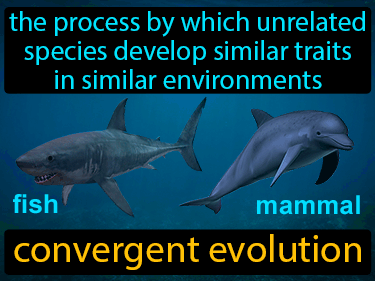 the process by which unrelated
species develop similar traits
in similar environments
fish
mammal
convergent evolution